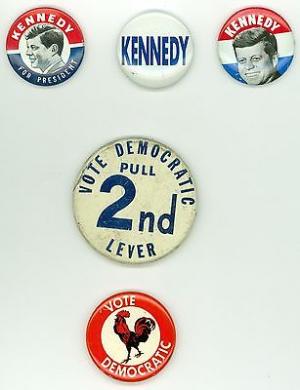 KENNEDY
FOR PRESIDENT
KENNEDY
KENNEDY
VOTE DEMOCRATIC
PULL
2nd
LEVER
VOTE
DEMOCRATIC